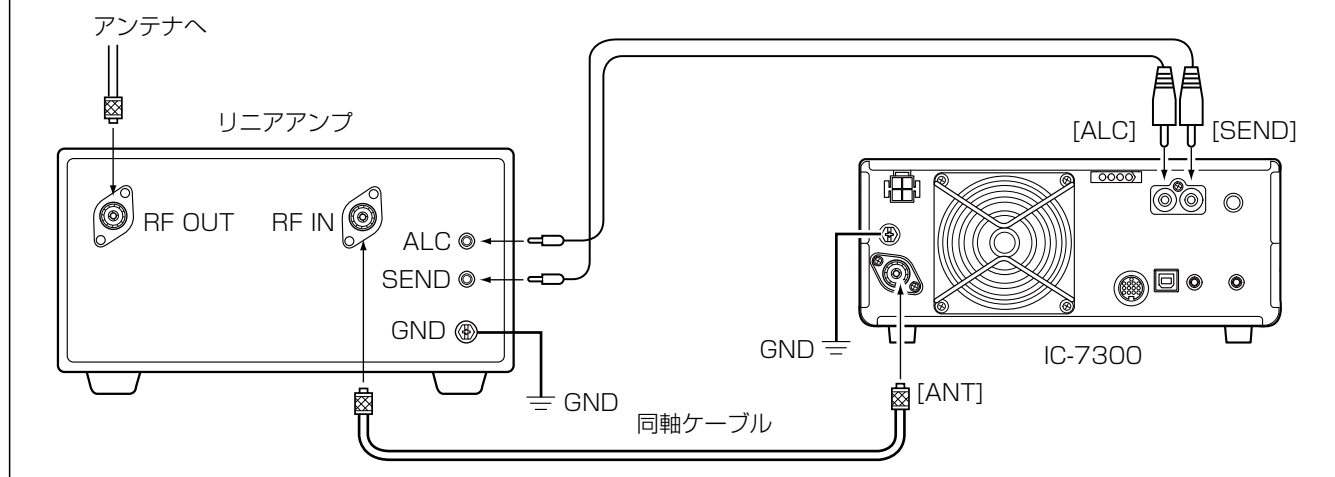 アンテナへ
リニアアンプ
[ALC]
[SEND]
RF OUT
RF IN
ALC
SEND
GND
GND
GND
IC-7300
[ANT]
同軸ケーブル